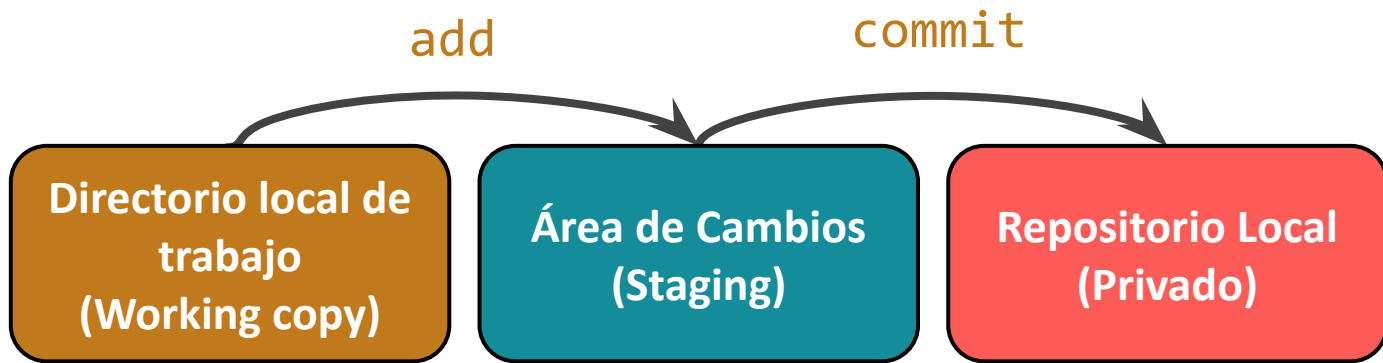 add
commit
Directorio local de
trabajo
(Working copy)
Área de Cambios
(Staging)
Repositorio Local
(Privado)